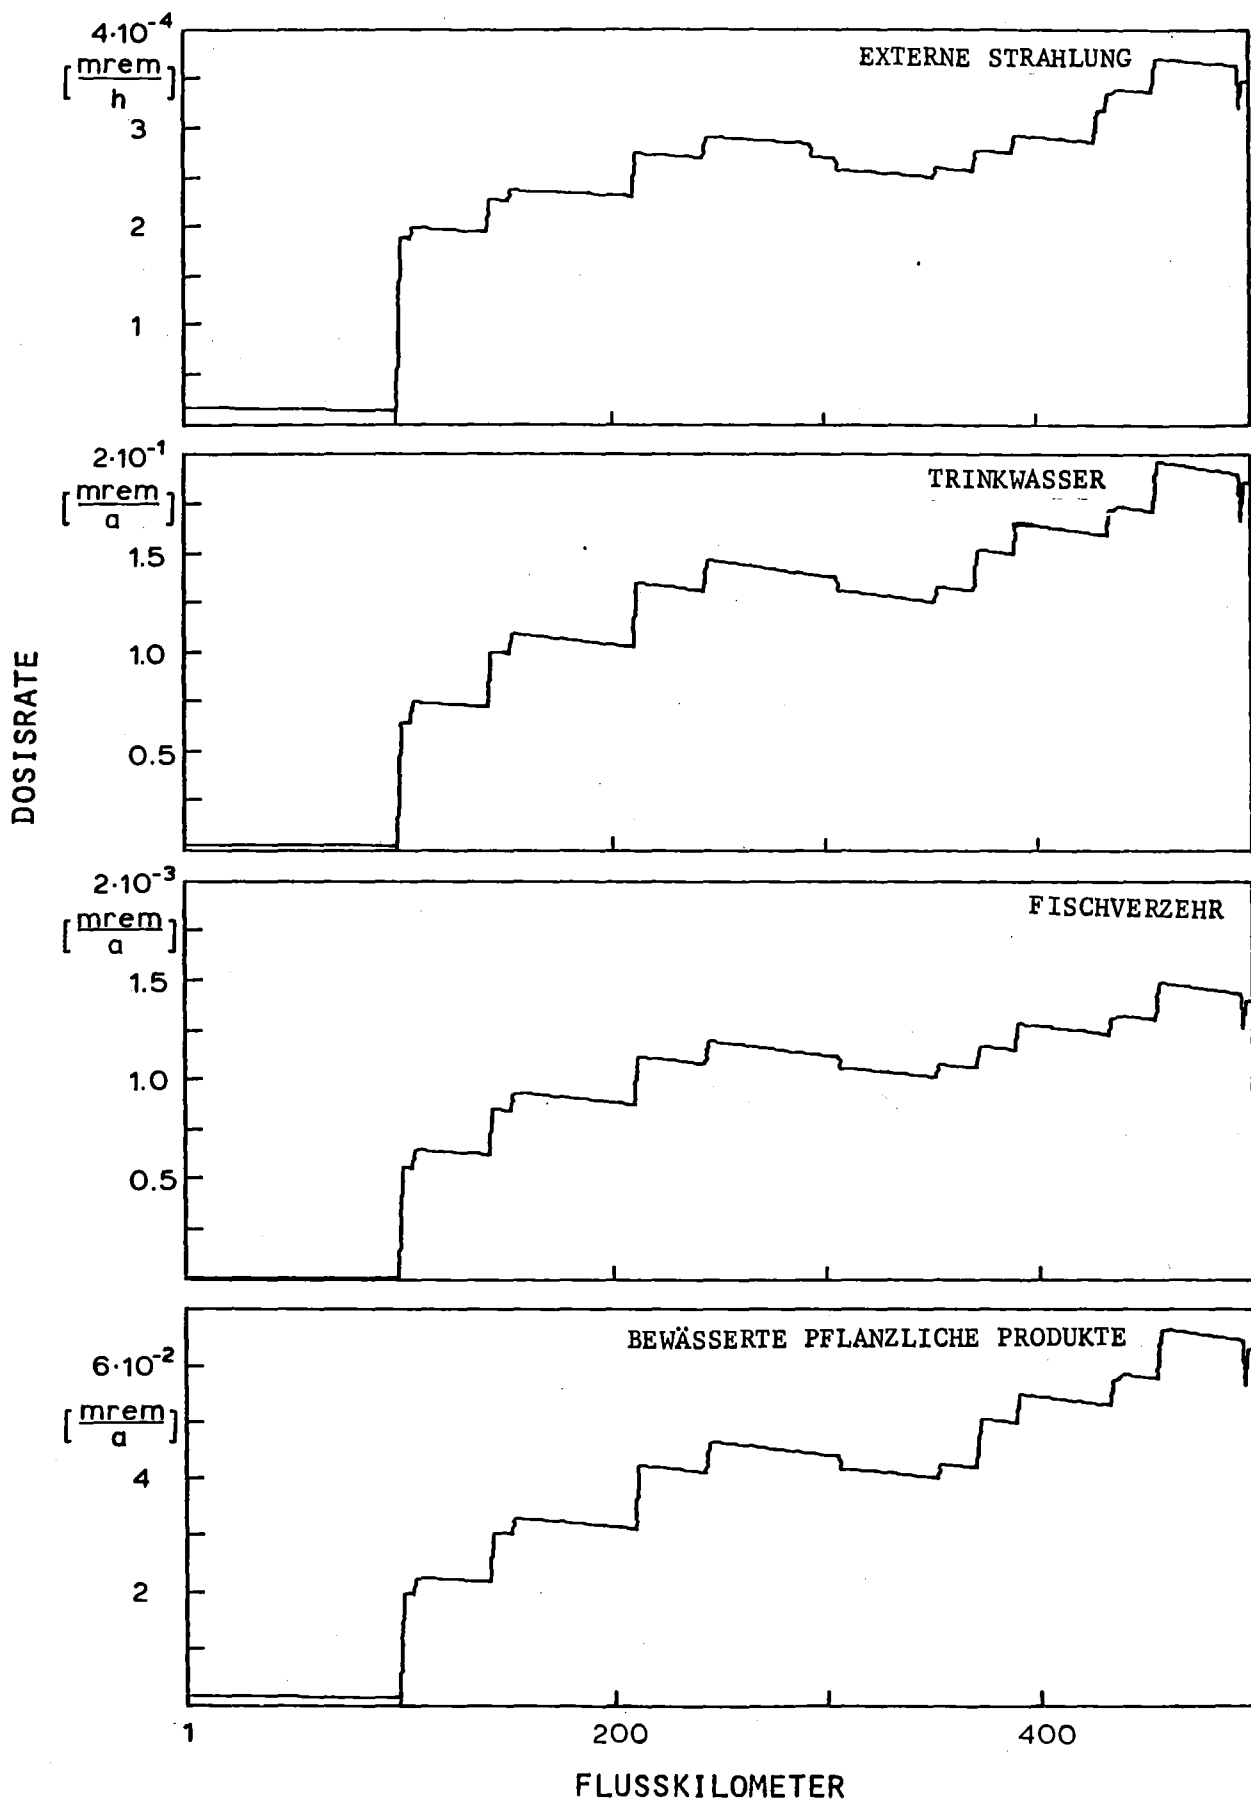 4·10⁻⁴
[mrem/h]
EXTERNE STRAHLUNG
3
2
1
2·10⁻¹
[mrem/a]
TRINKWASSER
1.5
1.0
0.5
DOSISRATE
2·10⁻³
[mrem/a]
FISCHVERZEHR
1.5
1.0
0.5
BEWÄSSERTE PFLANZLICHE PRODUKTE
6·10⁻²
[mrem/a]
4
2
1 200 400
FLUSSKILOMETER